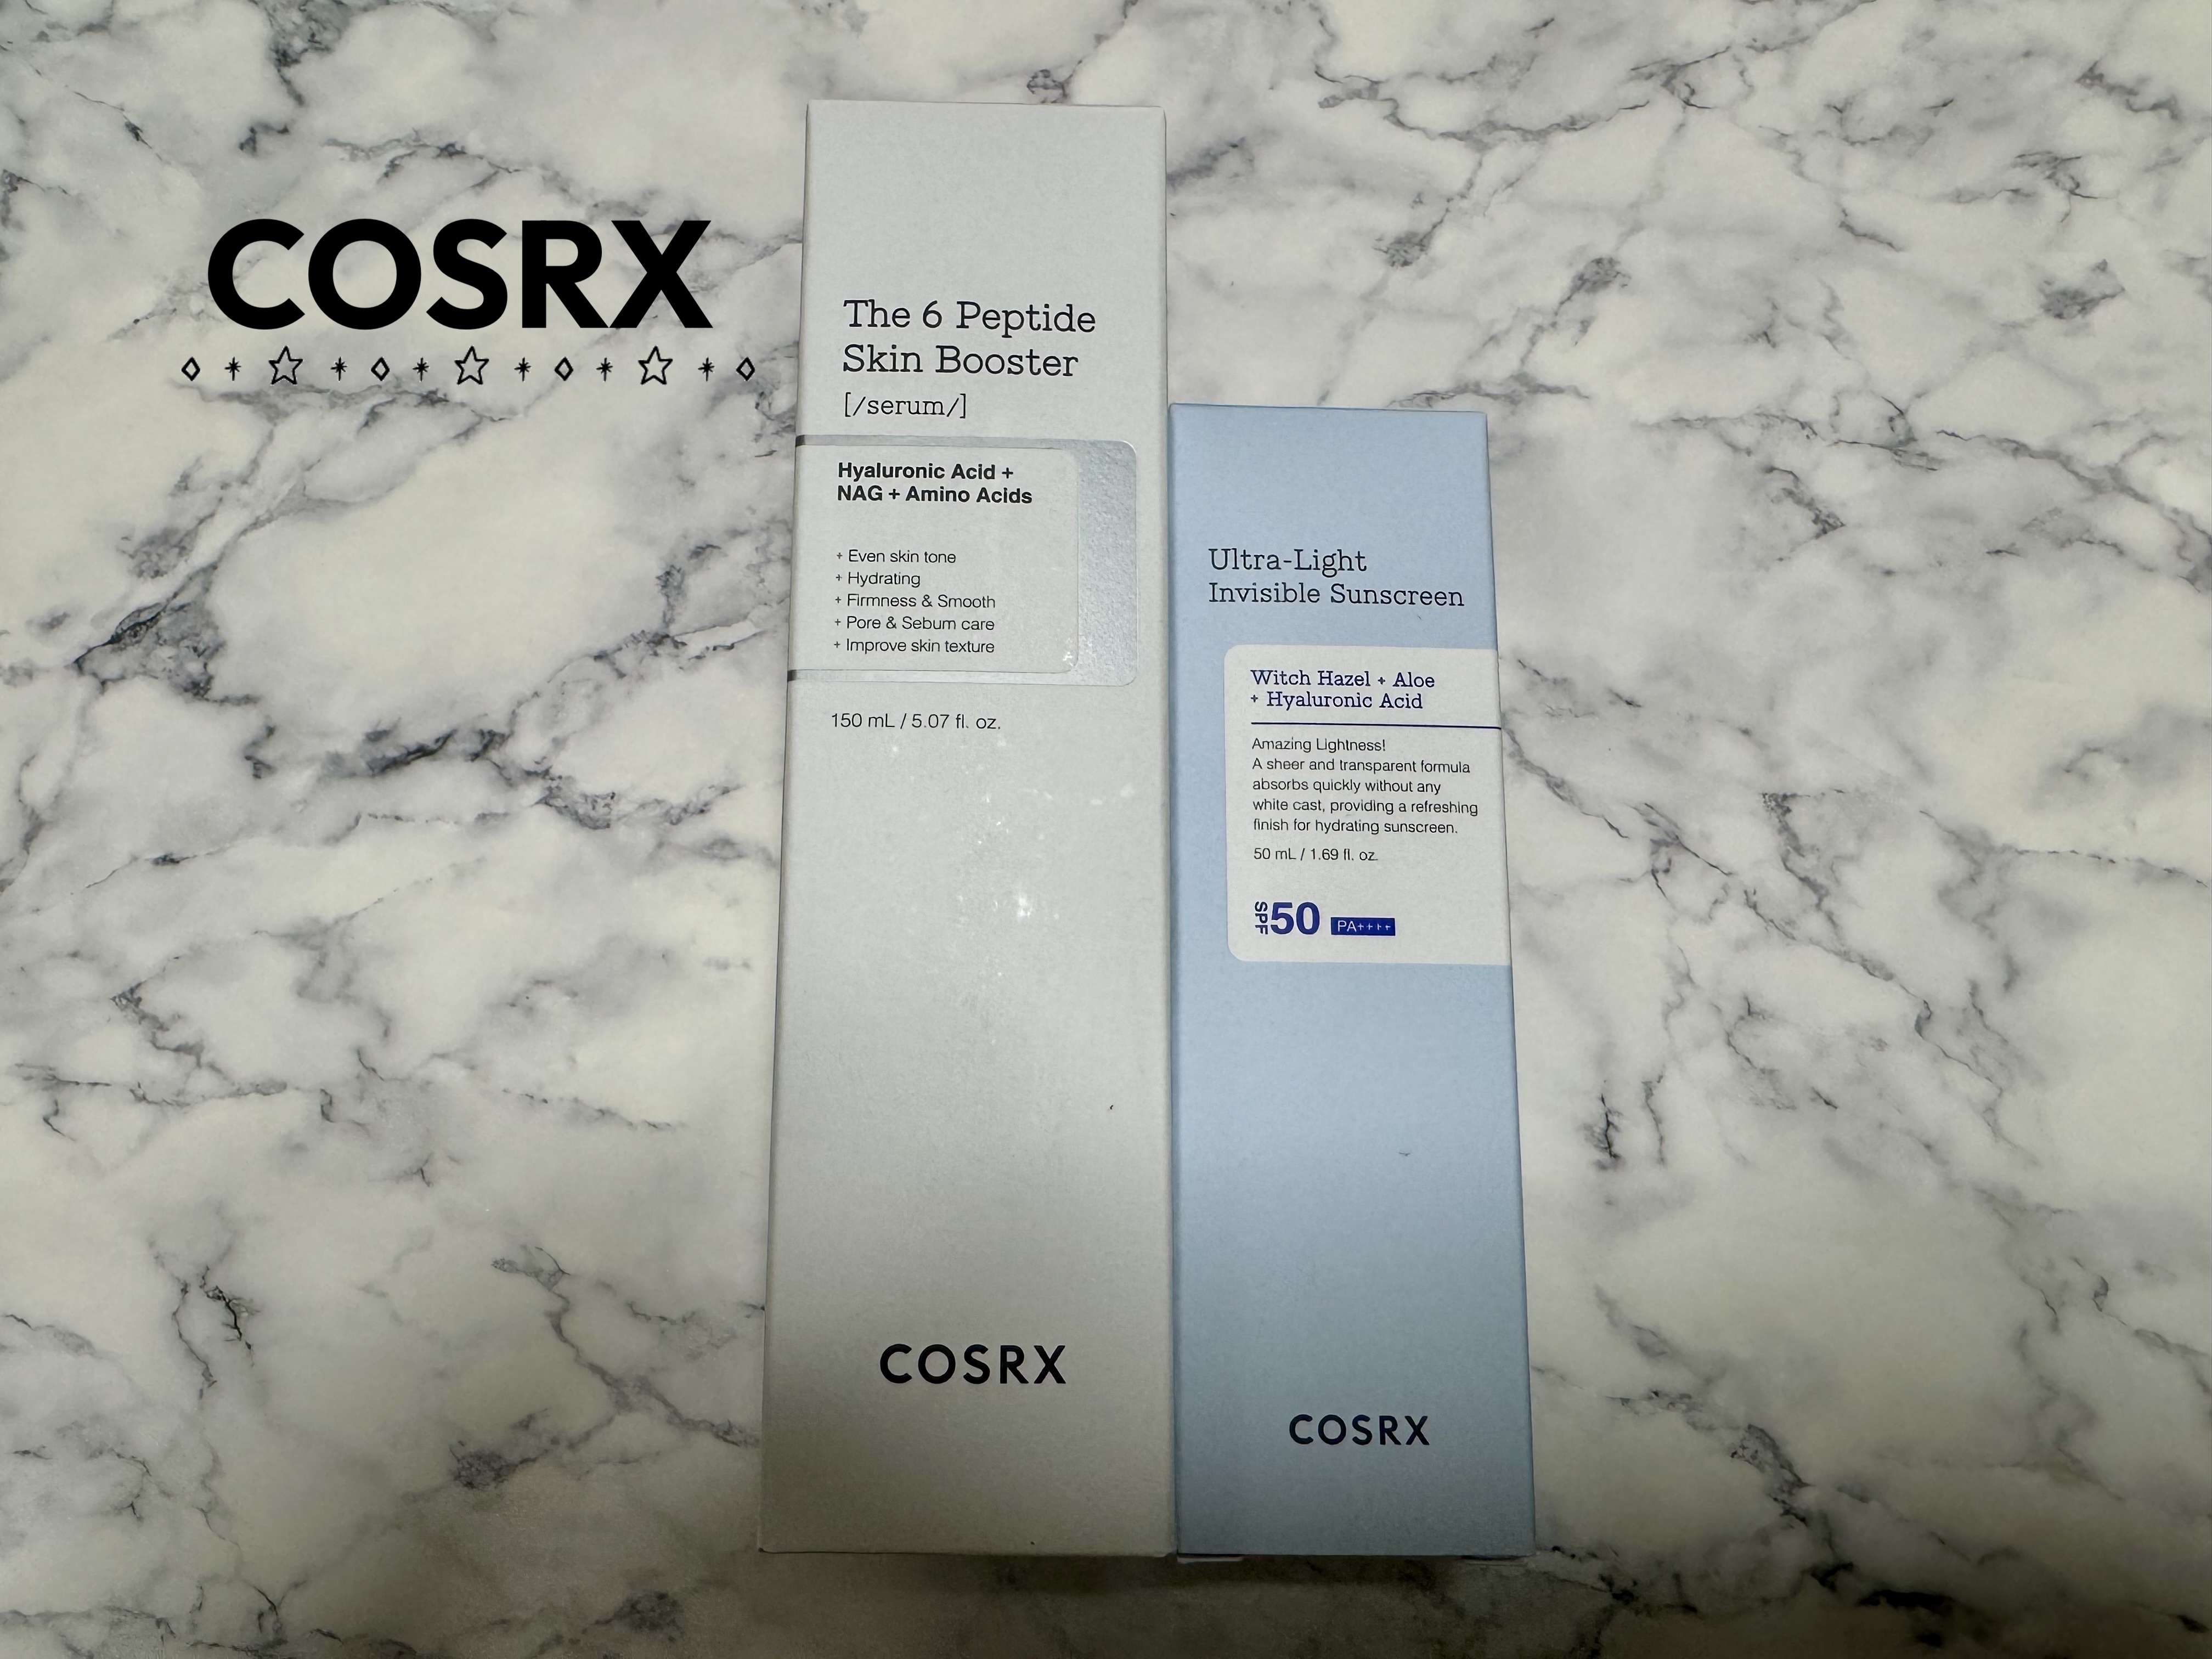 COSRX
The 6 Peptide
Skin Booster
[/serum/]
Hyaluronic Acid +
NAG + Amino Acids
+ Even skin tone
+ Hydrating
+ Firmness & Smooth
+ Pore & Sebum care
+ Improve skin texture
150 mL / 5.07 fl. oz.
COSRX
Ultra-Light
Invisible Sunscreen
Witch Hazel + Aloe
+ Hyaluronic Acid
Amazing Lightness!
A sheer and transparent formula
absorbs quickly without any
white cast, providing a refreshing
finish for hydrating sunscreen.
50 mL / 1.69 fl. oz.
SPF 50 PA++++
COSRX